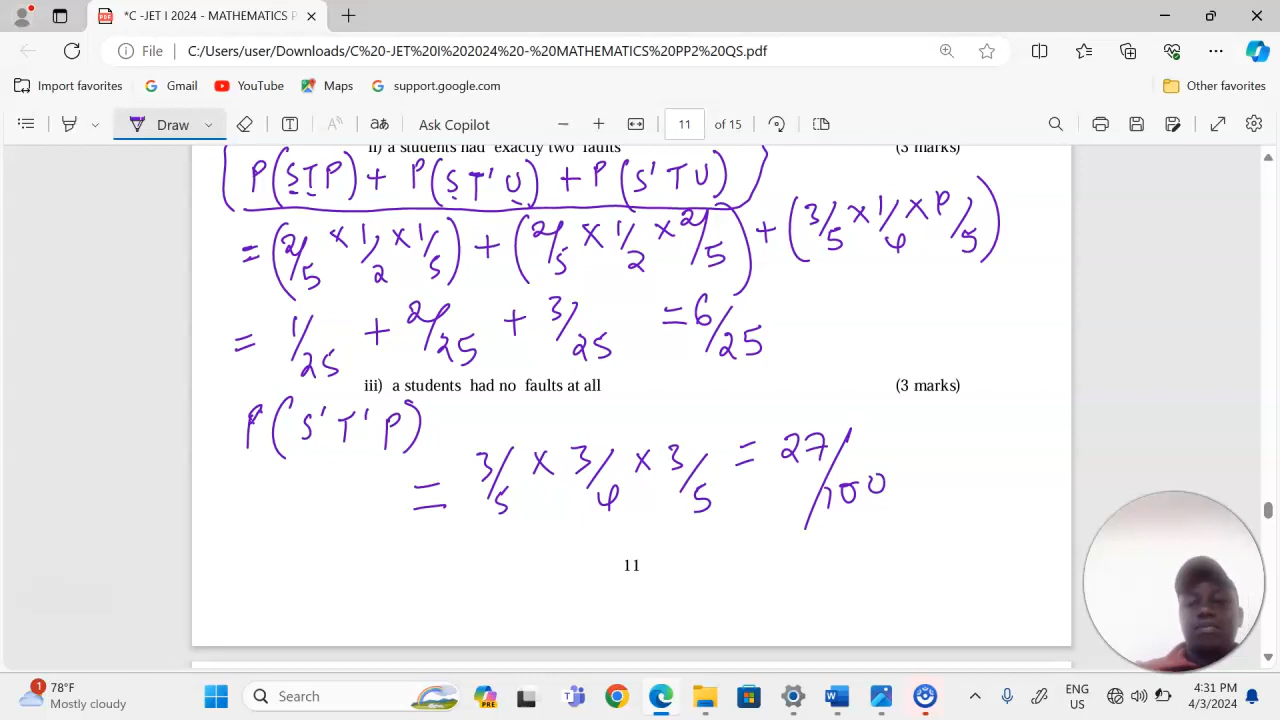 *C -JET I 2024 - MATHEMATICS P
File
C:/Users/user/Downloads/C%20-JET%20I%202024%20-%20MATHEMATICS%20PP2%20QS.pdf
Import favorites
Gmail
YouTube
Maps
support.google.com
Other favorites
Draw
Ask Copilot
11 of 15
ii) a students had exactly two faults (3 marks)
P(STP) + P(ST'U) + P(S'TU)
= (2/5 × 1/2 × 1/5) + (2/5 × 1/2 × 2/5) + (3/5 × 1/4 × P/5)
= 1/25 + 2/25 + 3/25 = 6/25
iii) a students had no faults at all (3 marks)
P(S'T'P)
= 3/5 × 3/4 × 3/5 = 27/100
11
1
78°F
Mostly cloudy
Search
PRE
ENG
US
4:31 PM
4/3/2024